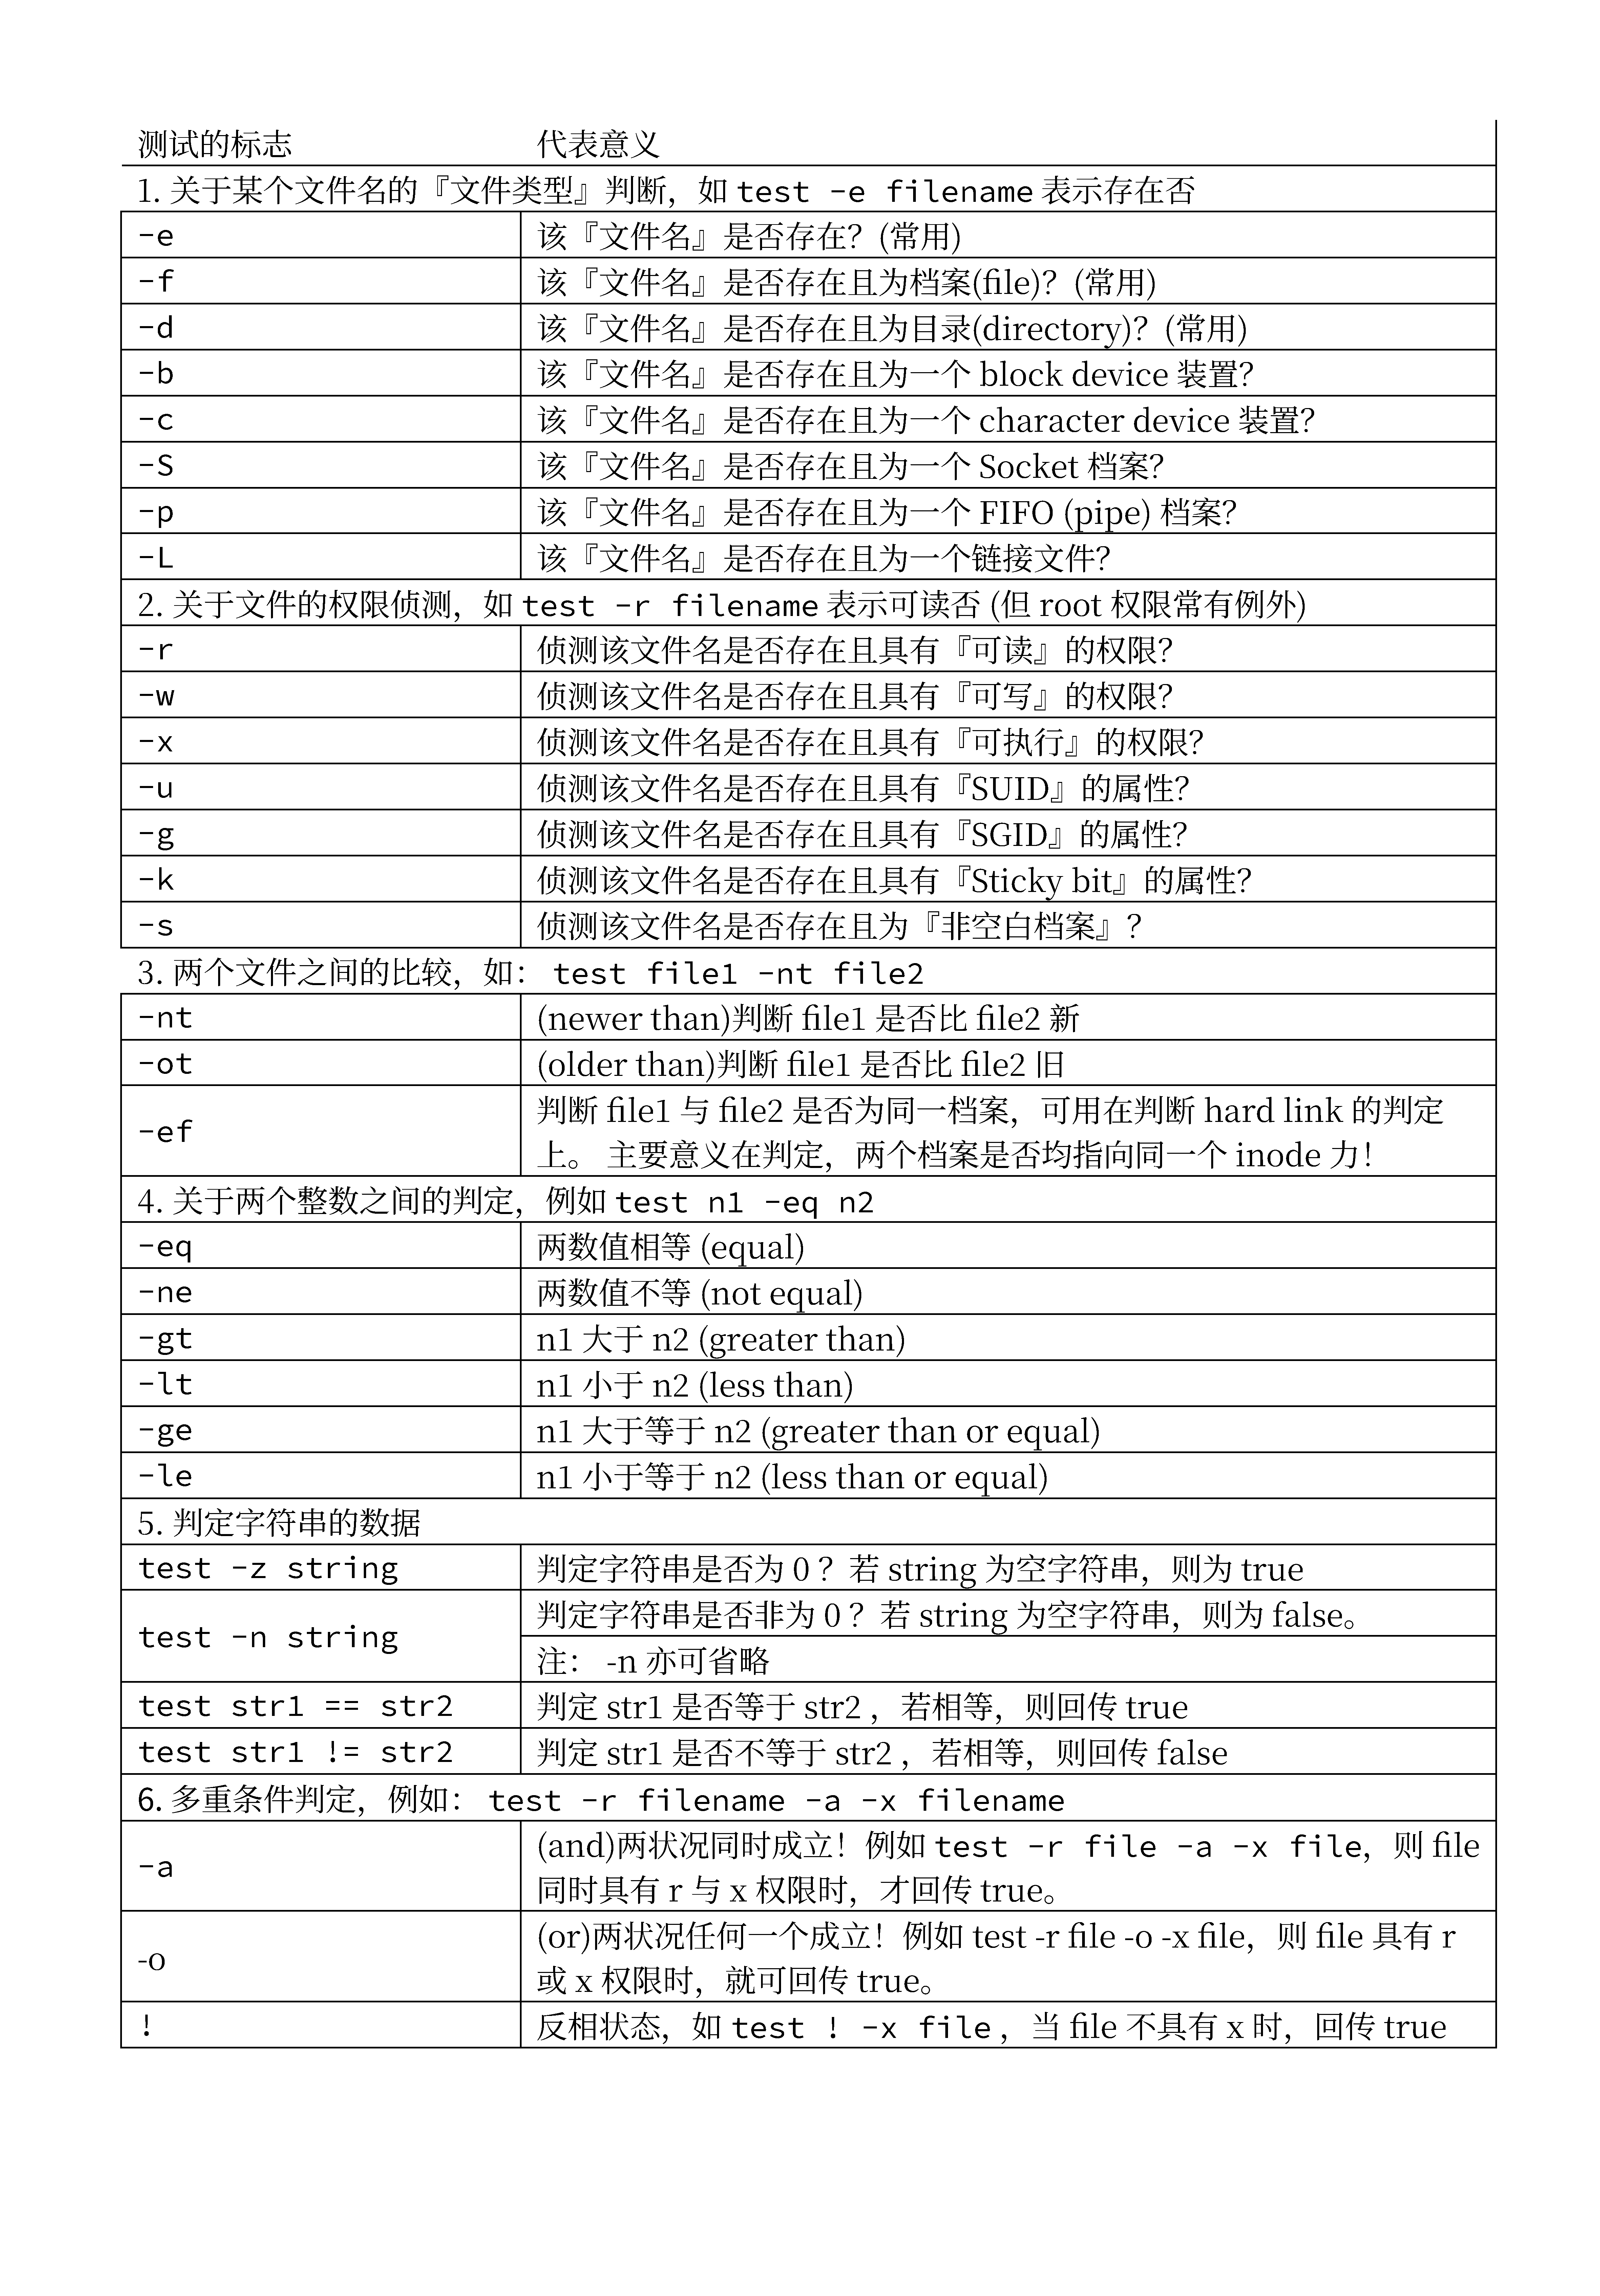 测试的标志 代表意义
1. 关于某个文件名的『文件类型』判断，如 test -e filename 表示存在否
-e 该『文件名』是否存在？(常用)
-f 该『文件名』是否存在且为档案(file)？(常用)
-d 该『文件名』是否存在且为目录(directory)？(常用)
-b 该『文件名』是否存在且为一个 block device 装置？
-c 该『文件名』是否存在且为一个 character device 装置？
-S 该『文件名』是否存在且为一个 Socket 档案？
-p 该『文件名』是否存在且为一个 FIFO (pipe) 档案？
-L 该『文件名』是否存在且为一个链接文件？
2. 关于文件的权限侦测，如 test -r filename 表示可读否 (但 root 权限常有例外)
-r 侦测该文件名是否存在且具有『可读』的权限？
-w 侦测该文件名是否存在且具有『可写』的权限？
-x 侦测该文件名是否存在且具有『可执行』的权限？
-u 侦测该文件名是否存在且具有『SUID』的属性？
-g 侦测该文件名是否存在且具有『SGID』的属性？
-k 侦测该文件名是否存在且具有『Sticky bit』的属性？
-s 侦测该文件名是否存在且为『非空白档案』？
3. 两个文件之间的比较，如： test file1 -nt file2
-nt (newer than)判断 file1 是否比 file2 新
-ot (older than)判断 file1 是否比 file2 旧
-ef 判断 file1 与 file2 是否为同一档案，可用在判断 hard link 的判定
上。 主要意义在判定，两个档案是否均指向同一个 inode 力！
4. 关于两个整数之间的判定，例如 test n1 -eq n2
-eq 两数值相等 (equal)
-ne 两数值不等 (not equal)
-gt n1 大于 n2 (greater than)
-lt n1 小于 n2 (less than)
-ge n1 大于等于 n2 (greater than or equal)
-le n1 小于等于 n2 (less than or equal)
5. 判定字符串的数据
test -z string 判定字符串是否为 0 ？若 string 为空字符串，则为 true
test -n string 判定字符串是否非为 0 ？若 string 为空字符串，则为 false。
注： -n 亦可省略
test str1 == str2 判定 str1 是否等于 str2 ，若相等，则回传 true
test str1 != str2 判定 str1 是否不等于 str2 ，若相等，则回传 false
6. 多重条件判定，例如： test -r filename -a -x filename
-a (and)两状况同时成立！例如 test -r file -a -x file，则 file
同时具有 r 与 x 权限时，才回传 true。
-o (or)两状况任何一个成立！例如 test -r file -o -x file，则 file 具有 r
或 x 权限时，就可回传 true。
! 反相状态，如 test ! -x file ，当 file 不具有 x 时，回传 true